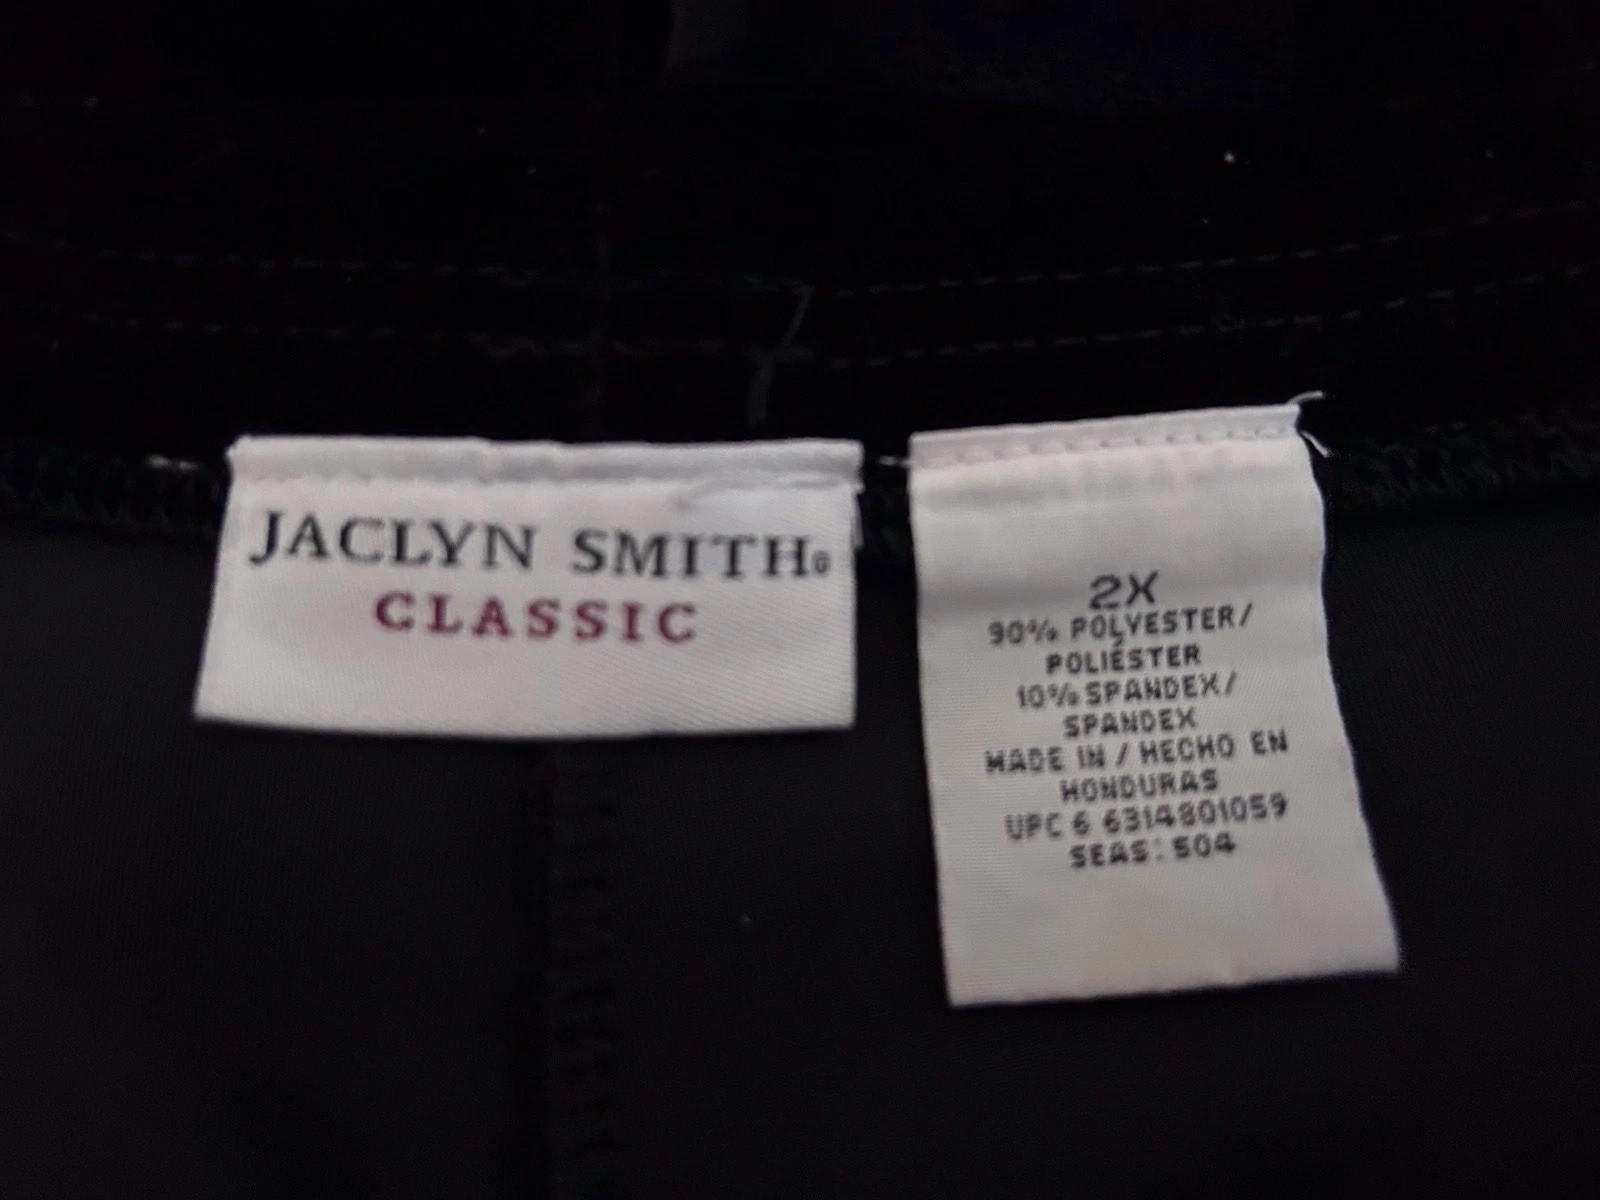 JACLYN SMITH®
CLASSIC
2X
90% POLYESTER/
POLIÉSTER
10% SPANDEX/
SPANDEX
MADE IN / HECHO EN
HONDURAS
UPC 6 6314801059
SEAS: 504